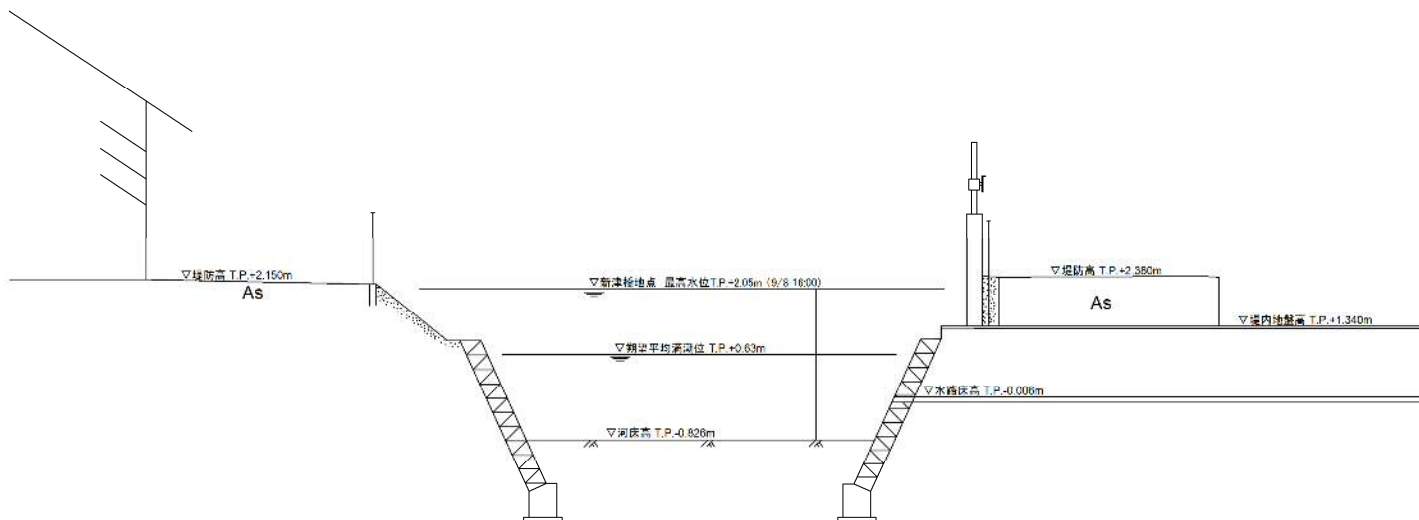 ▽堤防高 T.P.+2.150m
As
▽新津橋地点 最高水位T.P.+2.05m (9/8 16:00)
▽堤防高 T.P.+2.380m
As
▽堤内地盤高 T.P.+1.340m
▽朔望平均満潮位 T.P.+0.63m
▽水路床高 T.P.-0.006m
▽河床高 T.P.-0.826m